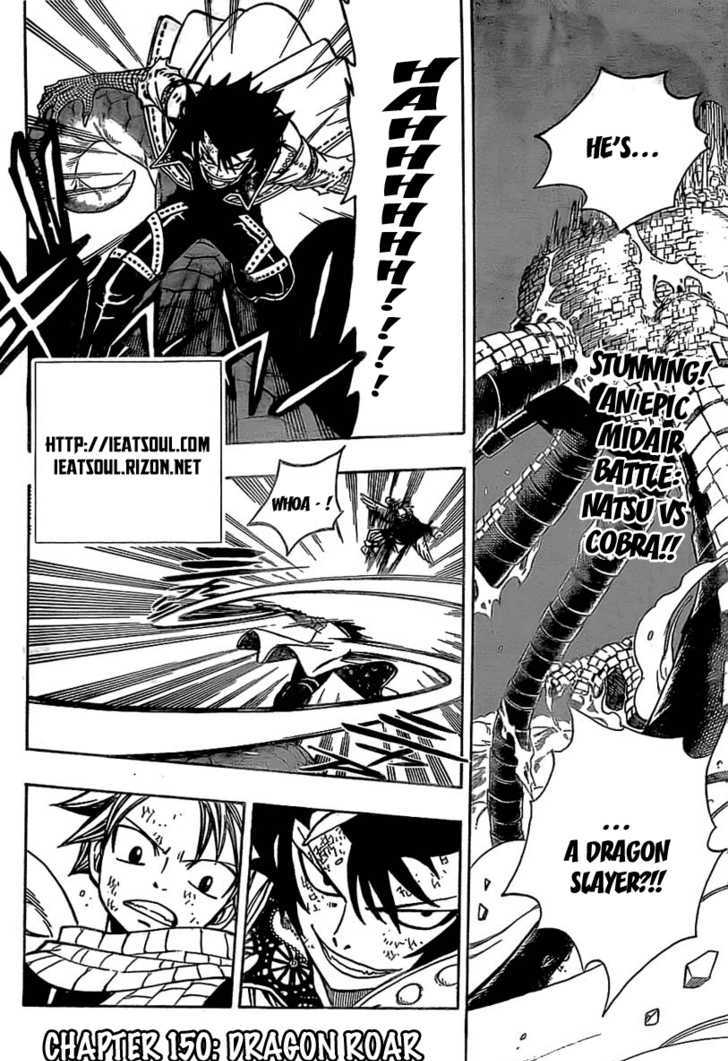 HE'S...
STUNNING!
AN EPIC
MIDAIR
BATTLE:
NATSU VS
COBRA!!
...
A DRAGON
SLAYER?!!
HAHHHHHHH!!!!
HTTP://IEATSOUL.COM
IEATSOUL.RIZON.NET
WHOA-!
CHAPTER 150: DRAGON ROAR